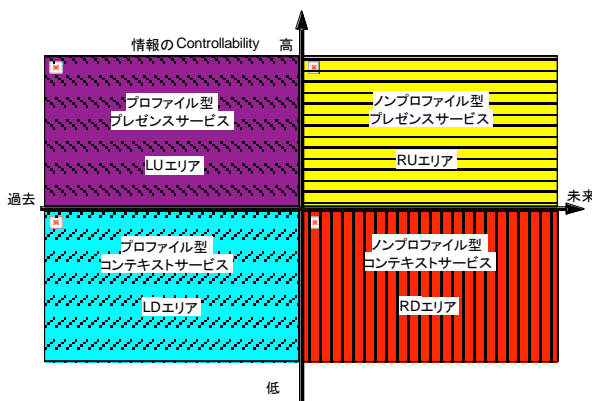 情報のControllability 高
プロファイル型
プレゼンスサービス
LUエリア
ノンプロファイル型
プレゼンスサービス
RUエリア
過去
未来
プロファイル型
コンテキストサービス
LDエリア
ノンプロファイル型
コンテキストサービス
RDエリア
低